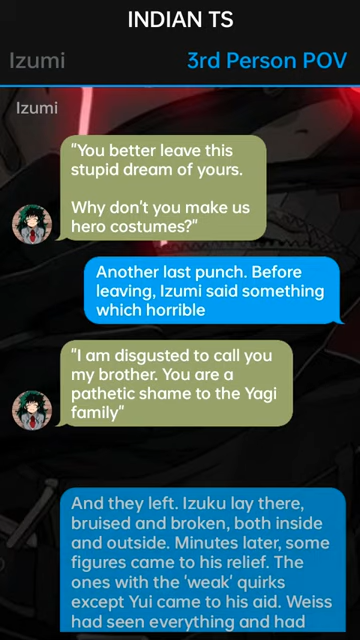 INDIAN TS
Izumi
3rd Person POV
Izumi
"You better leave this
stupid dream of yours.
Why don't you make us
hero costumes?"
Another last punch. Before
leaving, Izumi said something
which horrible
"I am disgusted to call you
my brother. You are a
pathetic shame to the Yagi
family"
And they left. Izuku lay there,
bruised and broken, both inside
and outside. Minutes later, some
figures came to his relief. The
ones with the 'weak' quirks
except Yui came to his aid. Weiss
had seen everything and had